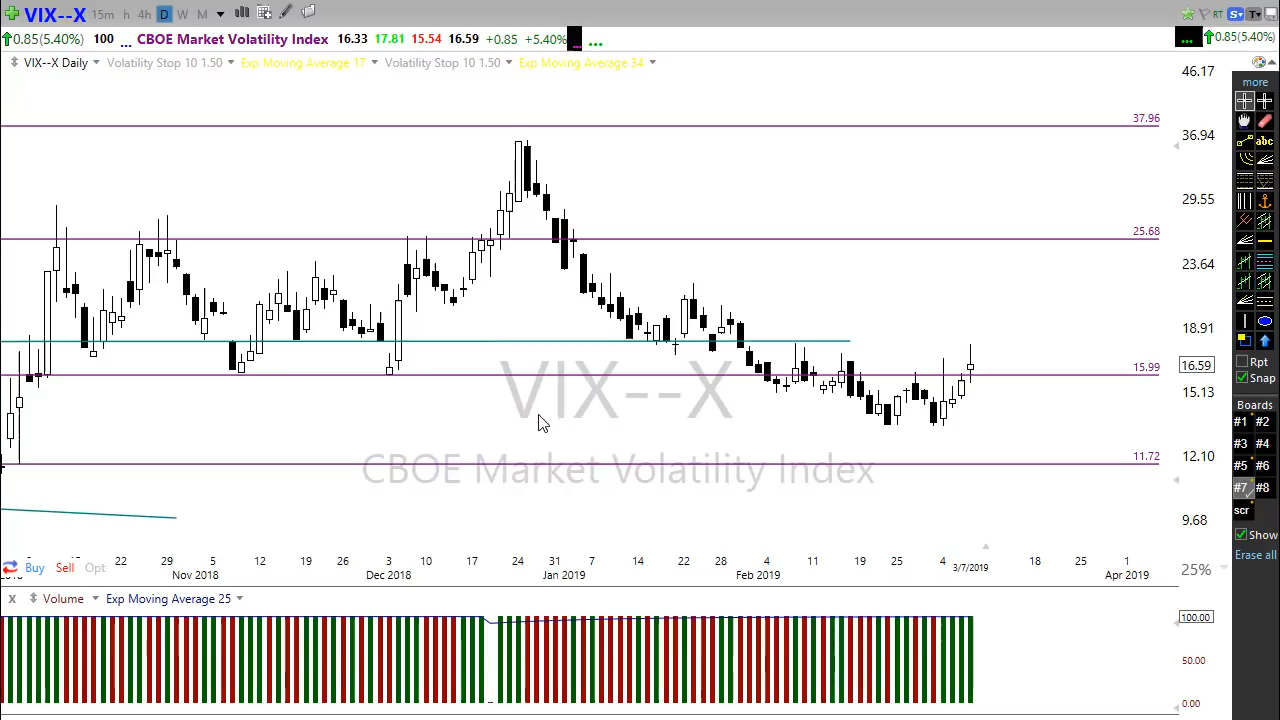 VIX--X 15m h 4h D W M RT S T
0.85(5.40%) 100 ... CBOE Market Volatility Index 16.33 17.81 15.54 16.59 +0.85 +5.40% ... ... ... 0.85(5.40%)
VIX--X Daily Volatility Stop 10 1.50 Exp Moving Average 17 Volatility Stop 10 1.50 Exp Moving Average 34
46.17
more
37.96
36.94
abc
29.55
25.68
23.64
18.91
15.99
16.59
Rpt
Snap
15.13
VIX--X
Boards
#1 #2
#3 #4
12.10
11.72
CBOE Market Volatility Index
#5 #6
#7 #8
scr
9.68
Show
Erase all
22 29 5 12 19 26 3 10 17 24 7 14 22 28 4 11 19 25 4 18 25 1
Buy Sell Opt
Nov 2018 Dec 2018 Jan 2019 Feb 2019 3/7/2019 Apr 2019
25%
X Volume Exp Moving Average 25
100.00
50.00
0.00